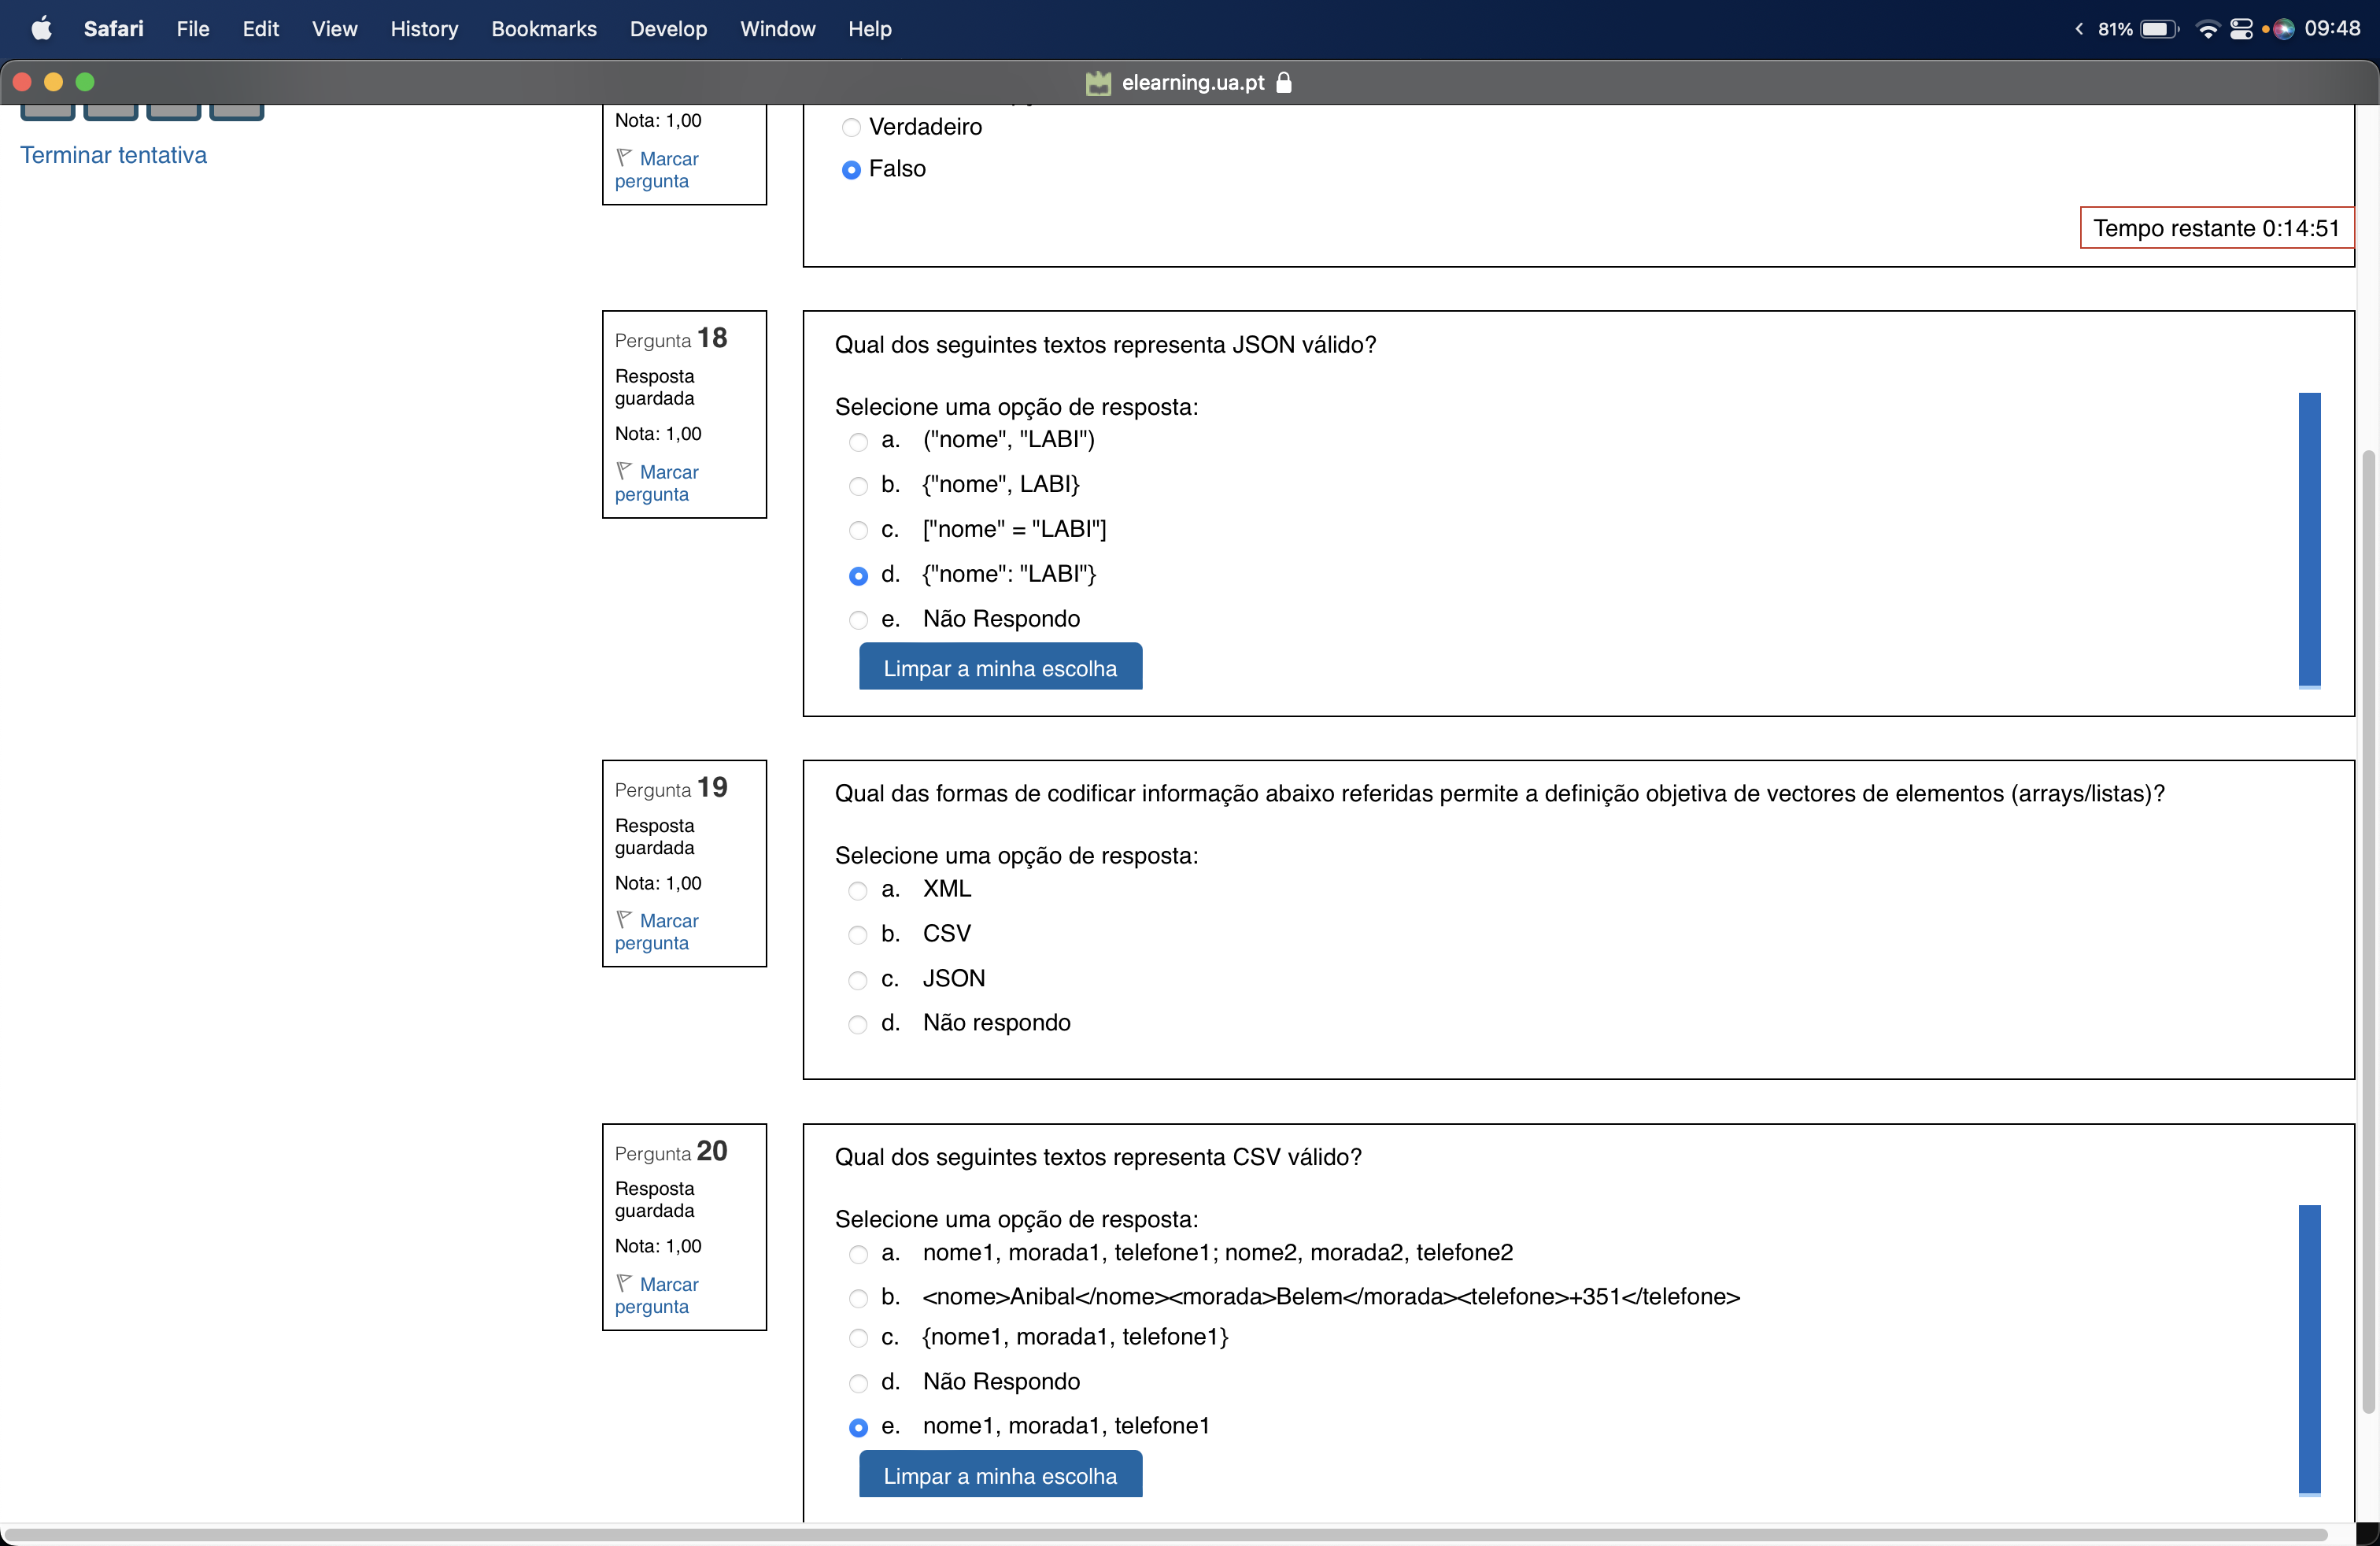 Safari File Edit View History Bookmarks Develop Window Help 81% 09:48
elearning.ua.pt
Terminar tentativa
Nota: 1,00
Marcar pergunta
Verdadeiro
Falso
Tempo restante 0:14:51
Pergunta 18
Resposta guardada
Nota: 1,00
Marcar pergunta
Qual dos seguintes textos representa JSON válido?
Selecione uma opção de resposta:
a. ("nome", "LABI")
b. {"nome", LABI}
c. ["nome" = "LABI"]
d. {"nome": "LABI"}
e. Não Respondo
Limpar a minha escolha
Pergunta 19
Resposta guardada
Nota: 1,00
Marcar pergunta
Qual das formas de codificar informação abaixo referidas permite a definição objetiva de vectores de elementos (arrays/listas)?
Selecione uma opção de resposta:
a. XML
b. CSV
c. JSON
d. Não respondo
Pergunta 20
Resposta guardada
Nota: 1,00
Marcar pergunta
Qual dos seguintes textos representa CSV válido?
Selecione uma opção de resposta:
a. nome1, morada1, telefone1; nome2, morada2, telefone2
b. <nome>Anibal</nome><morada>Belem</morada><telefone>+351</telefone>
c. {nome1, morada1, telefone1}
d. Não Respondo
e. nome1, morada1, telefone1
Limpar a minha escolha